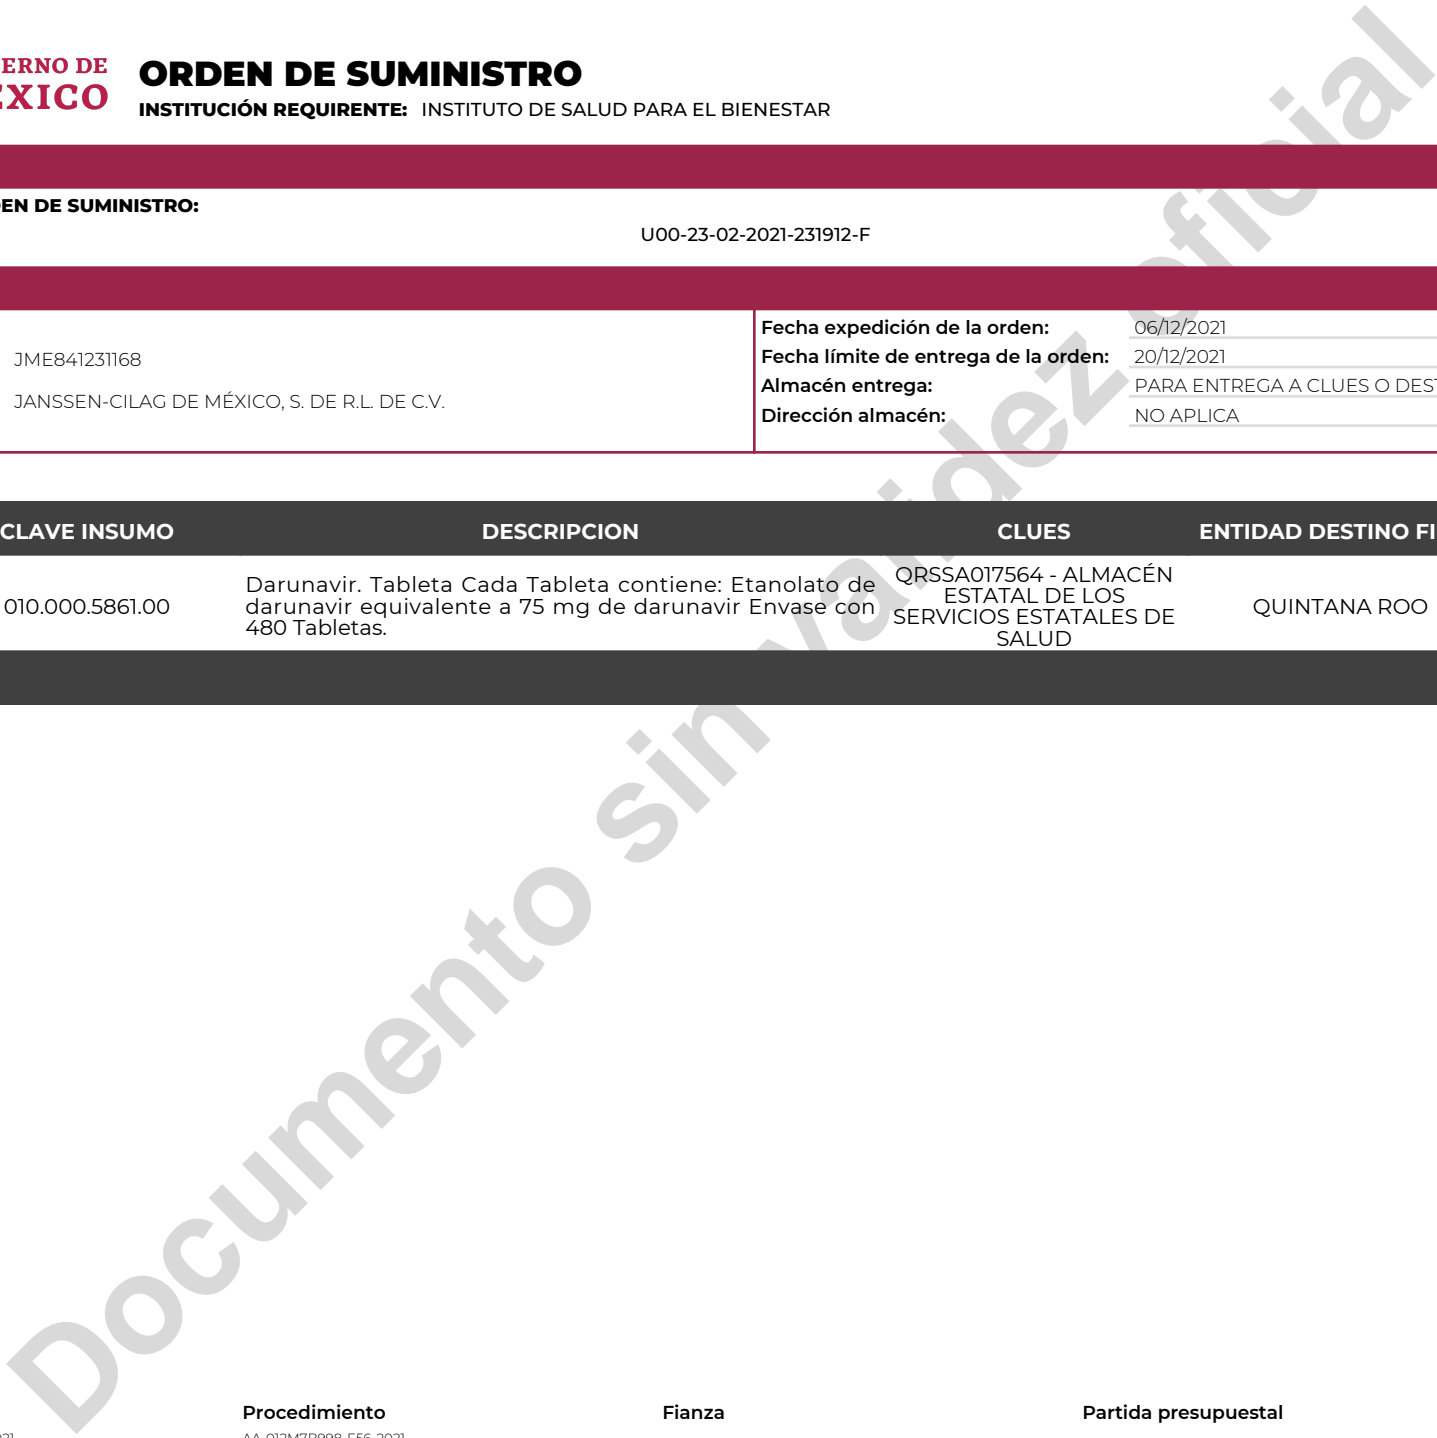 ERNO DE
EXICO
ORDEN DE SUMINISTRO
INSTITUCIÓN REQUIRENTE: INSTITUTO DE SALUD PARA EL BIENESTAR
EN DE SUMINISTRO:
U00-23-02-2021-231912-F
JME841231168
JANSSEN-CILAG DE MÉXICO, S. DE R.L. DE C.V.
Fecha expedición de la orden: 06/12/2021
Fecha límite de entrega de la orden: 20/12/2021
Almacén entrega: PARA ENTREGA A CLUES O DEST
Dirección almacén: NO APLICA
CLAVE INSUMO DESCRIPCION CLUES ENTIDAD DESTINO FI
010.000.5861.00
Darunavir. Tableta Cada Tableta contiene: Etanolato de
darunavir equivalente a 75 mg de darunavir Envase con
480 Tabletas.
QRSSA017564 - ALMACÉN
ESTATAL DE LOS
SERVICIOS ESTATALES DE
SALUD
QUINTANA ROO
Documento sin validez oficial
Procedimiento Fianza Partida presupuestal
AA-012M7B998-E56-2021